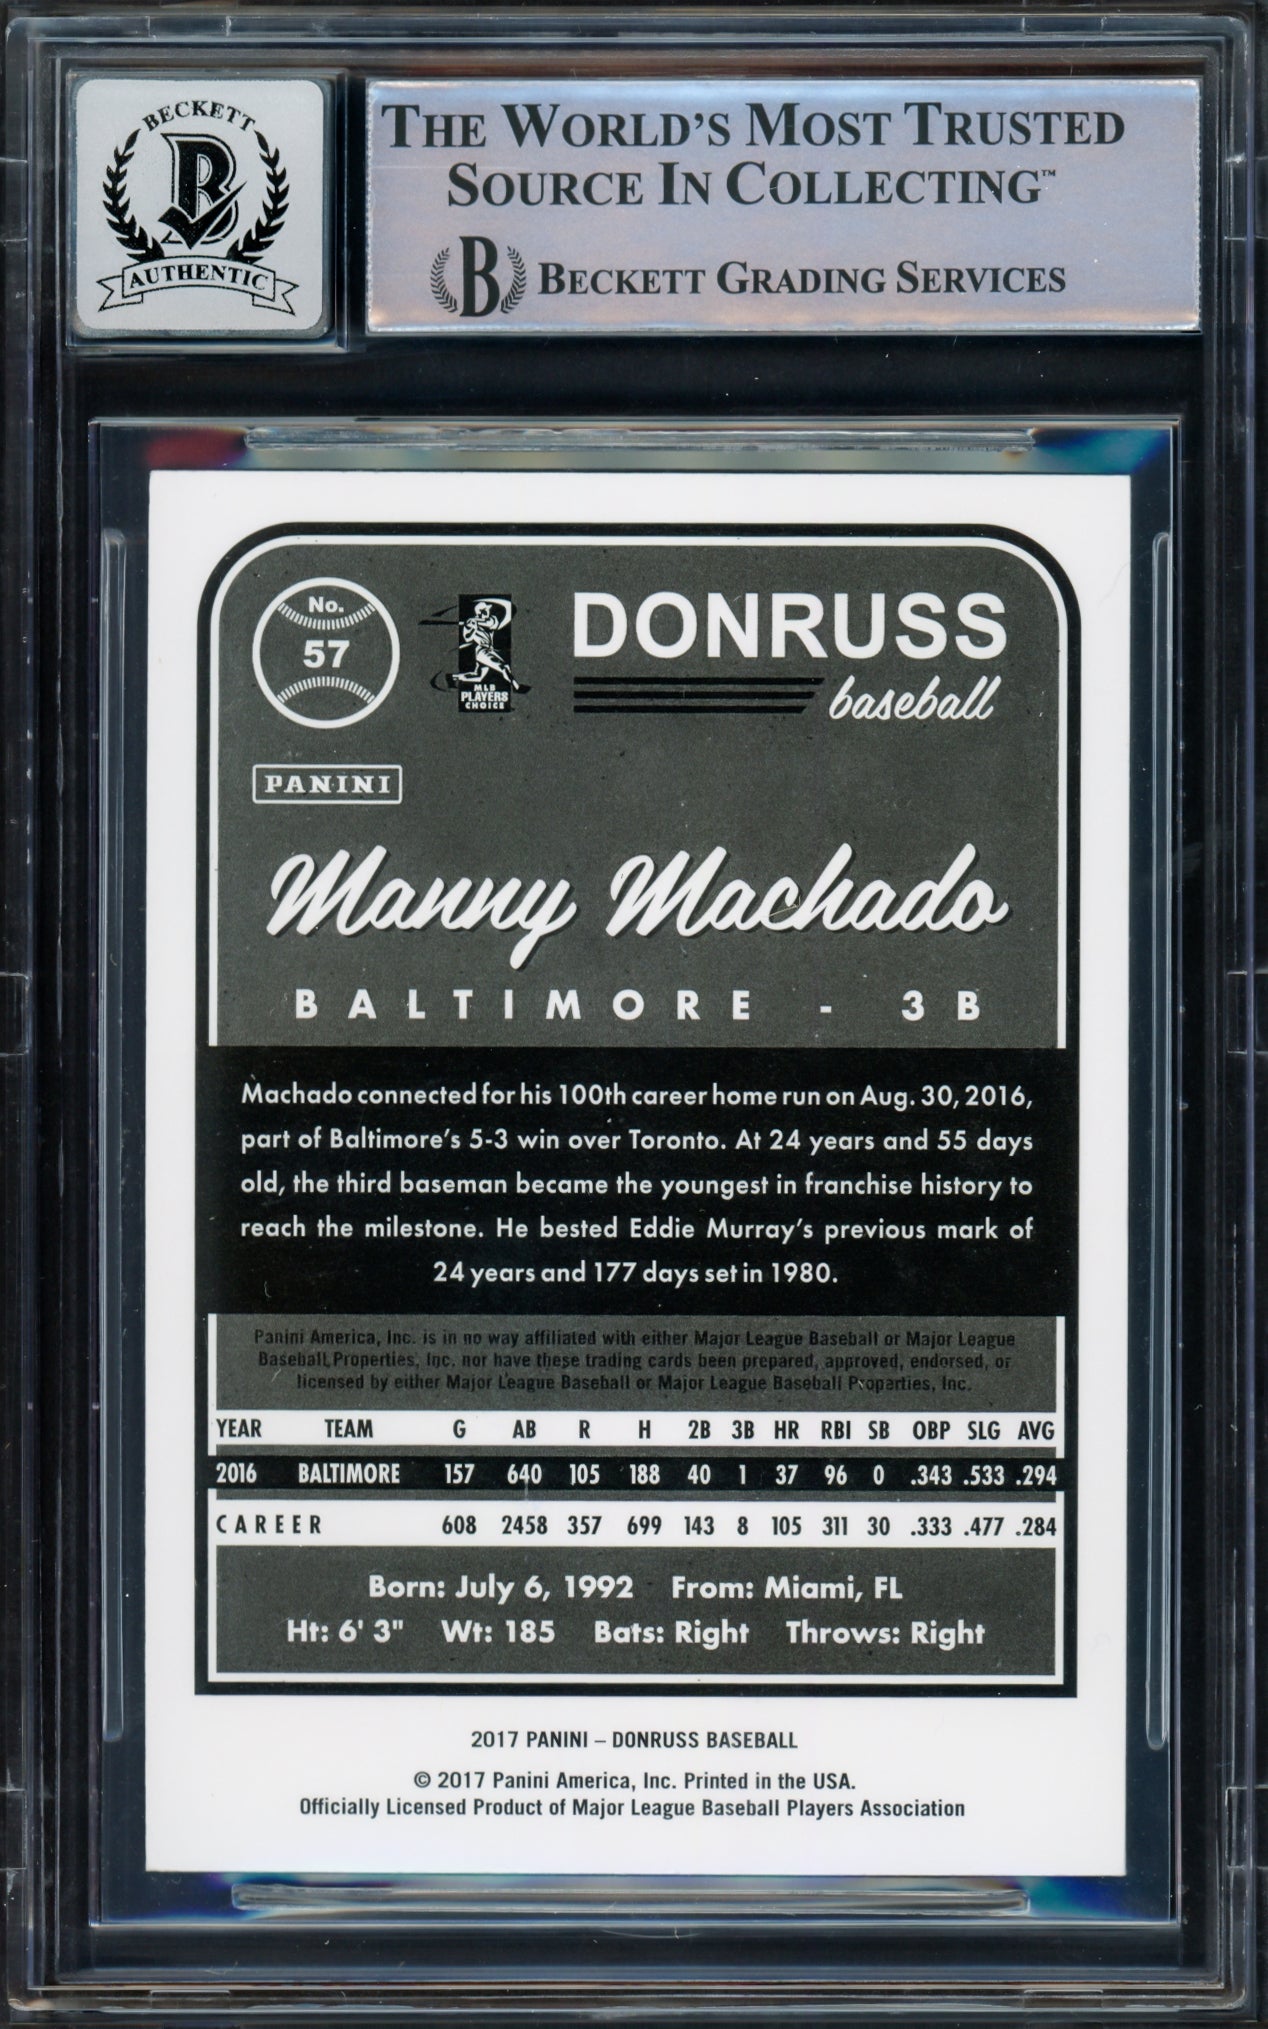 BECKETT
B
AUTHENTIC
THE WORLD'S MOST TRUSTED
SOURCE IN COLLECTING™
B BECKETT GRADING SERVICES
No.
57
MLB
PLAYERS
CHOICE
DONRUSS
baseball
PANINI
Manny Machado
BALTIMORE - 3B
Machado connected for his 100th career home run on Aug. 30, 2016,
part of Baltimore's 5-3 win over Toronto. At 24 years and 55 days
old, the third baseman became the youngest in franchise history to
reach the milestone. He bested Eddie Murray's previous mark of
24 years and 177 days set in 1980.
Panini America, Inc. is in no way affiliated with either Major League Baseball or Major League
Baseball Properties, Inc. nor have these trading cards been prepared, approved, endorsed, or
licensed by either Major League Baseball or Major League Baseball Properties, Inc.
YEAR TEAM G AB R H 2B 3B HR RBI SB OBP SLG AVG
2016 BALTIMORE 157 640 105 188 40 1 37 96 0 .343 .533 .294
CAREER 608 2458 357 699 143 8 105 311 30 .333 .477 .284
Born: July 6, 1992 From: Miami, FL
Ht: 6' 3" Wt: 185 Bats: Right Throws: Right
2017 PANINI – DONRUSS BASEBALL
© 2017 Panini America, Inc. Printed in the USA.
Officially Licensed Product of Major League Baseball Players Association